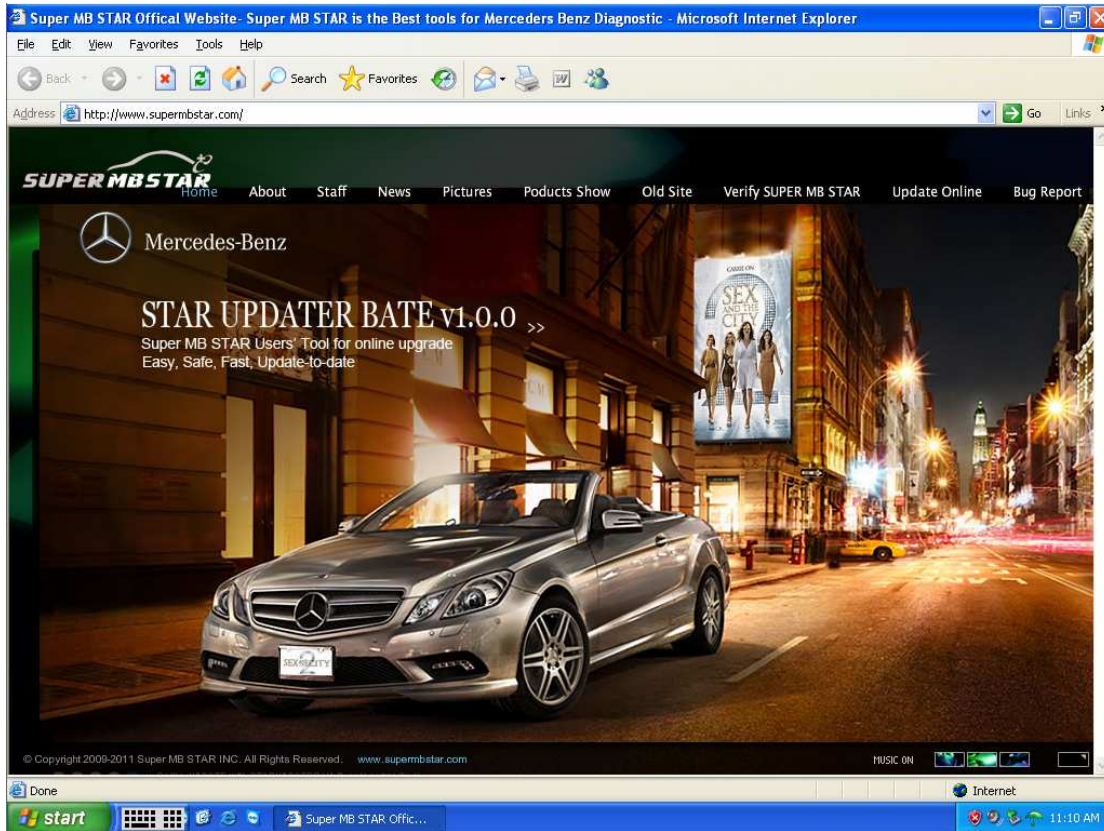 Super MB STAR Offical Website- Super MB STAR is the Best tools for Merceders Benz Diagnostic - Microsoft Internet Explorer
File Edit View Favorites Tools Help
Back Search Favorites
Address http://www.supermbstar.com/ Go Links
SUPER MB STAR
Home About Staff News Pictures Poducts Show Old Site Verify SUPER MB STAR Update Online Bug Report
Mercedes-Benz
CARRIE ON
SEX
AND THE
CITY
2
STAR UPDATER BATE v1.0.0 >>
Super MB STAR Users' Tool for online upgrade
Easy, Safe, Fast, Update-to-date
© Copyright 2009-2011 Super MB STAR INC. All Rights Reserved. www.supermbstar.com MUSIC ON
Done Internet
start Super MB STAR Offic... 11:10 AM